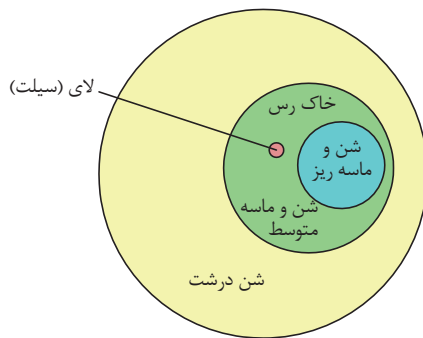 خاک رس
لای (سیلت)
شن و
ماسه ریز
شن و ماسه
متوسط
شن درشت